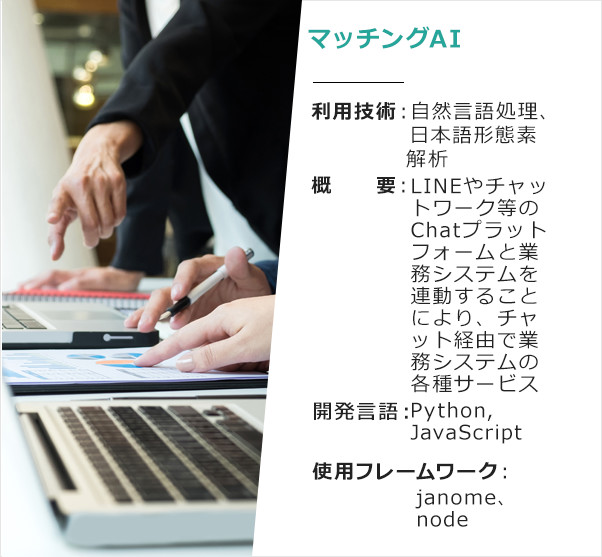 マッチングAI
利用技術：自然言語処理、
日本語形態素
解析
概　　要：LINEやチャッ
トワーク等の
Chatプラット
フォームと業
務システムを
連動すること
により、チャ
ット経由で業
務システムの
各種サービス
開発言語：Python,
JavaScript
使用フレームワーク：
janome、
node